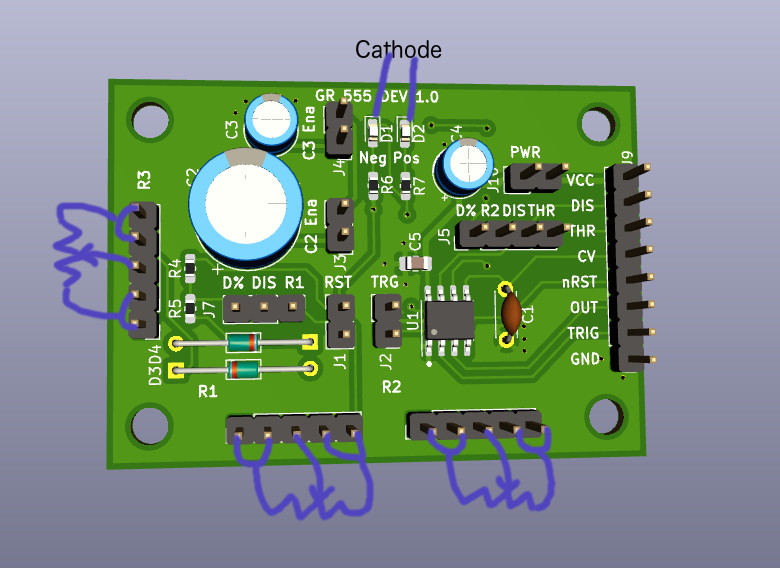 Cathode
GR 555 DEV 1.0
C3
C3 Ena
J4
D1
D2
C4
Neg Pos
PWR
J10
J9
VCC
R3
C2
R6
R7
DIS
C2 Ena
D% R2 DISTHR
J5
THR
C5
CV
R4
J3
nRST
D% DIS R1
RST
TRG
R5
J7
U1
C1
OUT
TRIG
J1
J2
GND
D3D4
R1
R2